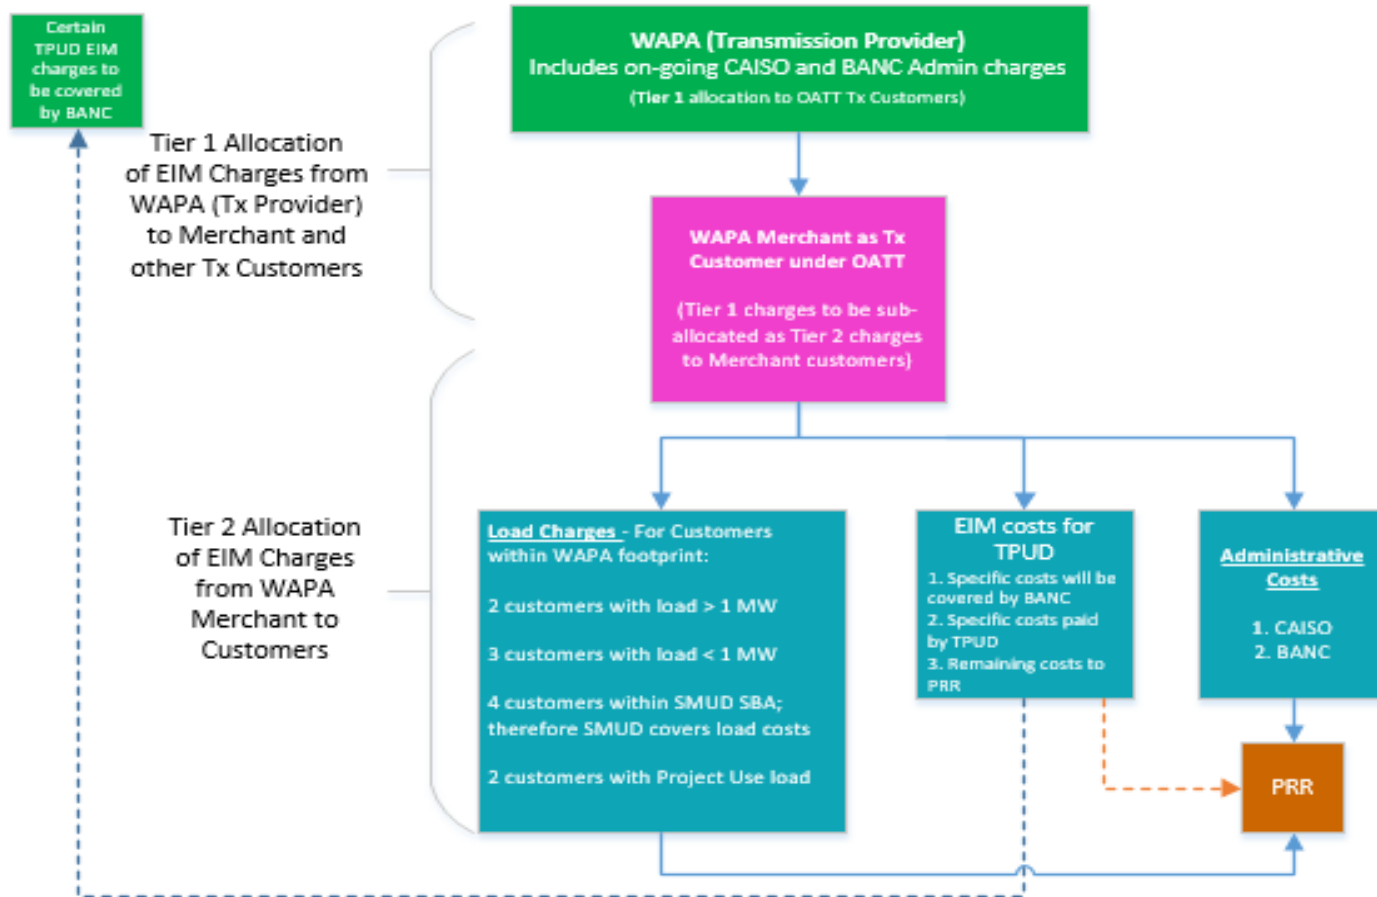 Certain
TPUD EIM
charges to
be covered
by BANC
WAPA (Transmission Provider)
Includes on-going CAISO and BANC Admin charges
(Tier 1 allocation to OATT Tx Customers)
Tier 1 Allocation
of EIM Charges from
WAPA (Tx Provider)
to Merchant and
other Tx Customers
WAPA Merchant as Tx
Customer under OATT
(Tier 1 charges to be sub-
allocated as Tier 2 charges
to Merchant customers)
Tier 2 Allocation
of EIM Charges
from WAPA
Merchant to
Customers
Load Charges - For Customers
within WAPA footprint:
2 customers with load > 1 MW
3 customers with load < 1 MW
4 customers within SMUD SBA;
therefore SMUD covers load costs
2 customers with Project Use load
EIM costs for
TPUD
1. Specific costs will be
covered by BANC
2. Specific costs paid
by TPUD
3. Remaining costs to
PRR
Administrative
Costs
1. CAISO
2. BANC
PRR